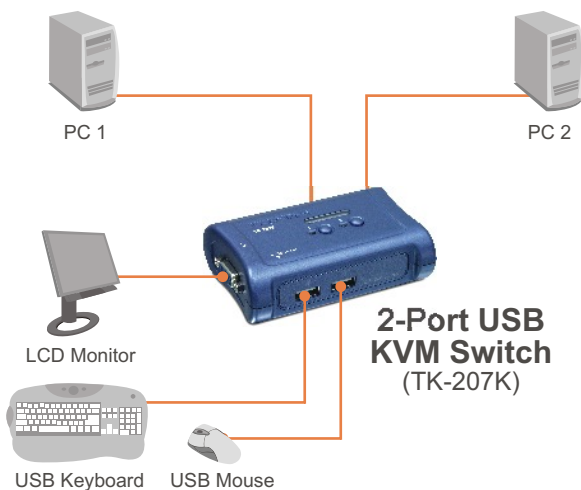 PC 1
PC 2
2-Port USB
KVM Switch
(TK-207K)
LCD Monitor
USB Keyboard
USB Mouse